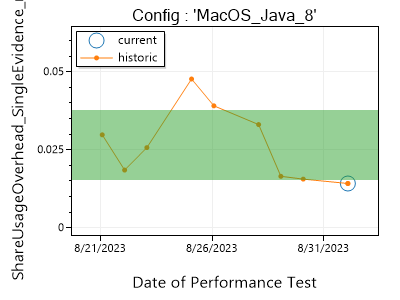 Config : 'MacOS_Java_8'
current
historic
ShareUsageOverhead_SingleEvidence_
0.05
0.025
0
8/21/2023
8/26/2023
8/31/2023
Date of Performance Test